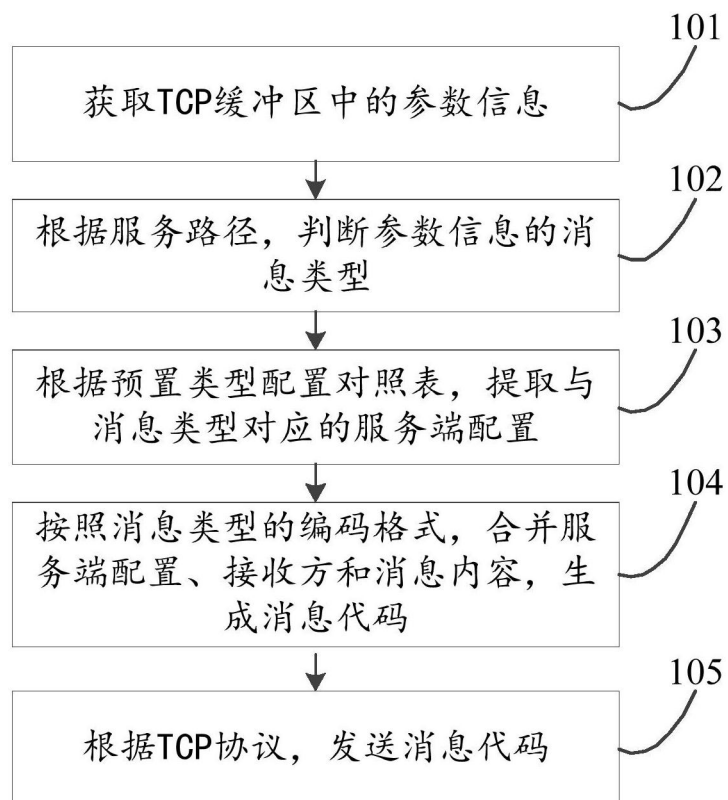 101
获取TCP缓冲区中的参数信息
102
根据服务路径，判断参数信息的消
息类型
103
根据预置类型配置对照表，提取与
消息类型对应的服务端配置
104
按照消息类型的编码格式，合并服
务端配置、接收方和消息内容，生
成消息代码
105
根据TCP协议，发送消息代码